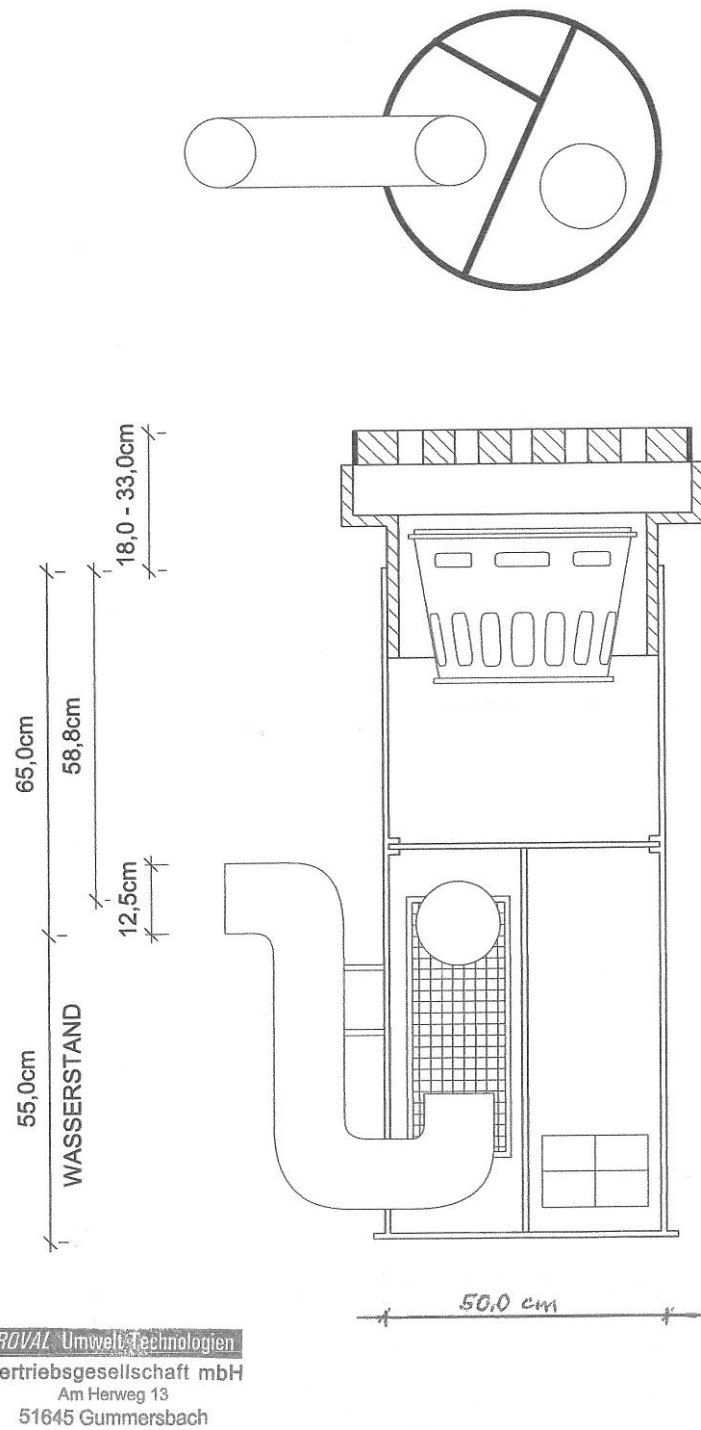 18,0 - 33,0cm
65,0cm
58,8cm
12,5cm
55,0cm
WASSERSTAND
50,0 cm
ROVAL Umwelt Technologien
ertriebsgesellschaft mbH
Am Herweg 13
51645 Gummersbach